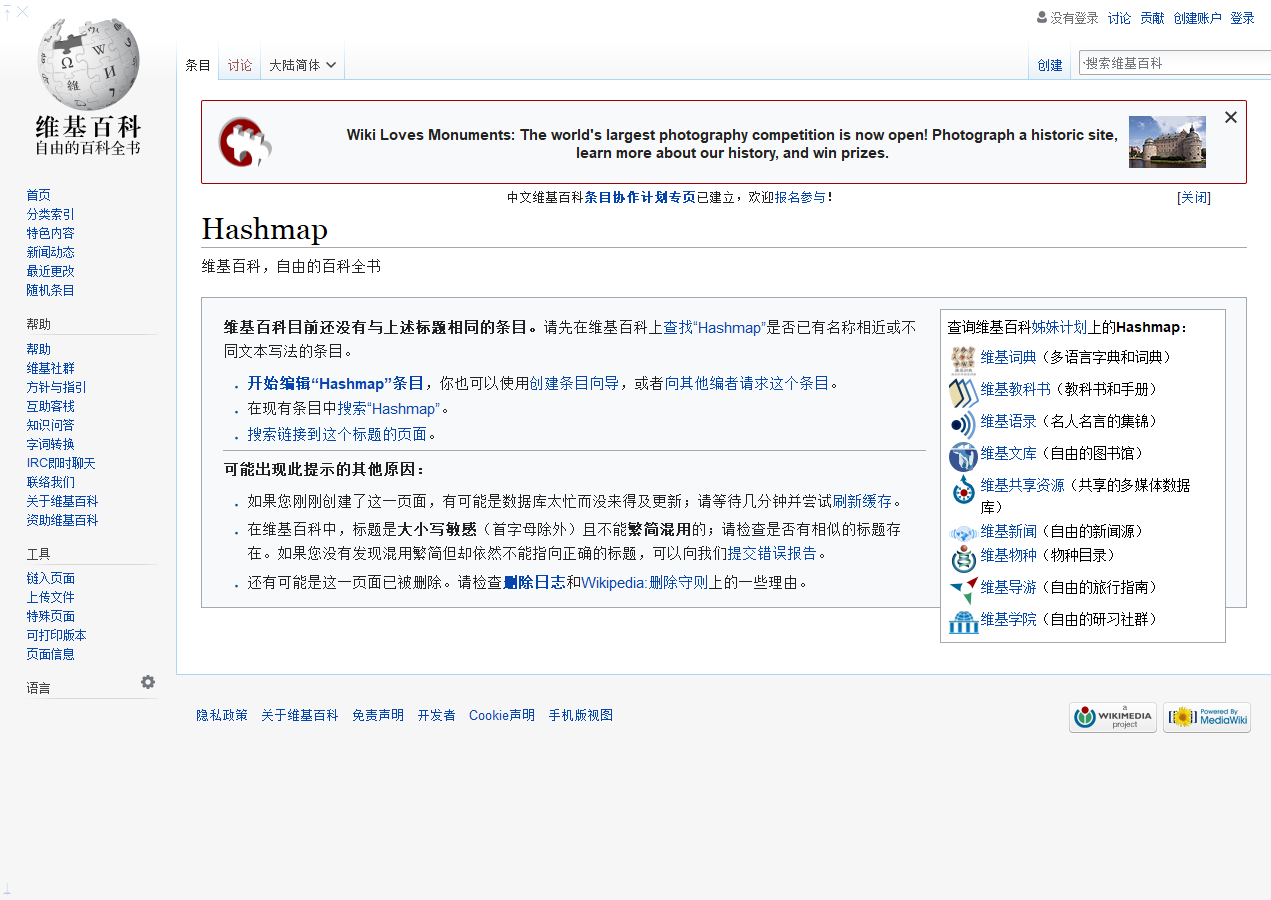 没有登录 讨论 贡献 创建账户 登录
条目 讨论 大陆简体 创建 搜索维基百科
维基百科
自由的百科全书
Wiki Loves Monuments: The world's largest photography competition is now open! Photograph a historic site,
learn more about our history, and win prizes.
中文维基百科条目协作计划专页已建立，欢迎报名参与！ [关闭]
Hashmap
维基百科，自由的百科全书
首页
分类索引
特色内容
新闻动态
最近更改
随机条目
帮助
帮助
维基社群
方针与指引
互助客栈
知识问答
字词转换
IRC即时聊天
联络我们
关于维基百科
资助维基百科
工具
链入页面
上传文件
特殊页面
可打印版本
页面信息
语言
维基百科目前还没有与上述标题相同的条目。请先在维基百科上查找“Hashmap”是否已有名称相近或不
同文本写法的条目。
开始编辑“Hashmap”条目，你也可以使用创建条目向导，或者向其他编者请求这个条目。
在现有条目中搜索“Hashmap”。
搜索链接到这个标题的页面。
可能出现此提示的其他原因：
如果您刚刚创建了这一页面，有可能是数据库太忙而没来得及更新；请等待几分钟并尝试刷新缓存。
在维基百科中，标题是大小写敏感（首字母除外）且不能繁简混用的；请检查是否有相似的标题存
在。如果您没有发现混用繁简但却依然不能指向正确的标题，可以向我们提交错误报告。
还有可能是这一页面已被删除。请检查删除日志和Wikipedia:删除守则上的一些理由。
查询维基百科姊妹计划上的Hashmap：
维基词典（多语言字典和词典）
维基教科书（教科书和手册）
维基语录（名人名言的集锦）
维基文库（自由的图书馆）
维基共享资源（共享的多媒体数据
库）
维基新闻（自由的新闻源）
维基物种（物种目录）
维基导游（自由的旅行指南）
维基学院（自由的研习社群）
隐私政策 关于维基百科 免责声明 开发者 Cookie声明 手机版视图
a
WIKIMEDIA
project
Powered By
MediaWiki